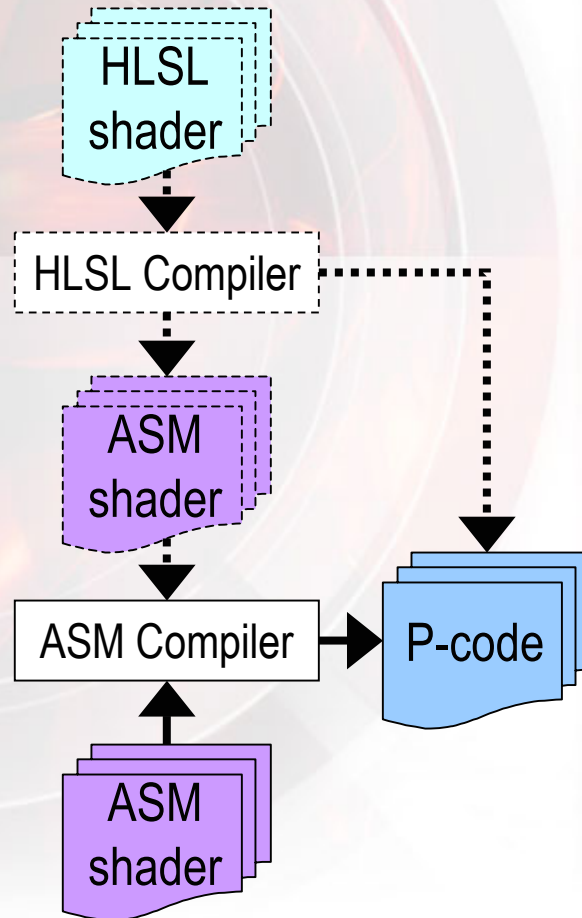 HLSL
shader
HLSL Compiler
ASM
shader
ASM Compiler
P-code
ASM
shader